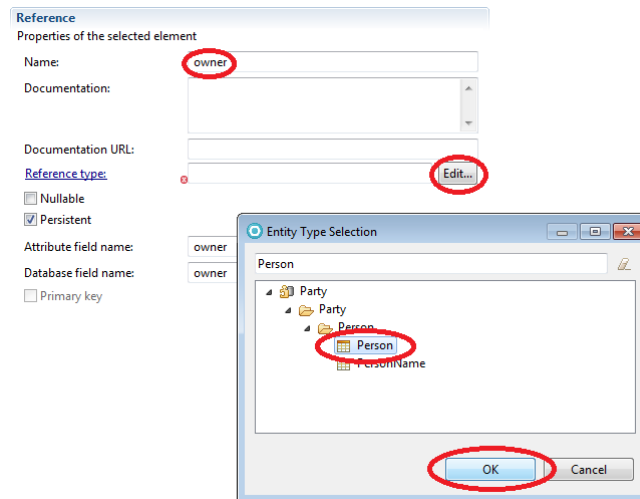 Reference
Properties of the selected element
Name:
owner
Documentation:
Documentation URL:
Reference type:
Edit...
Nullable
Persistent
Attribute field name:
owner
Database field name:
owner
Primary key
Entity Type Selection
Person
Party
Party
Person
Person
PersonName
OK
Cancel